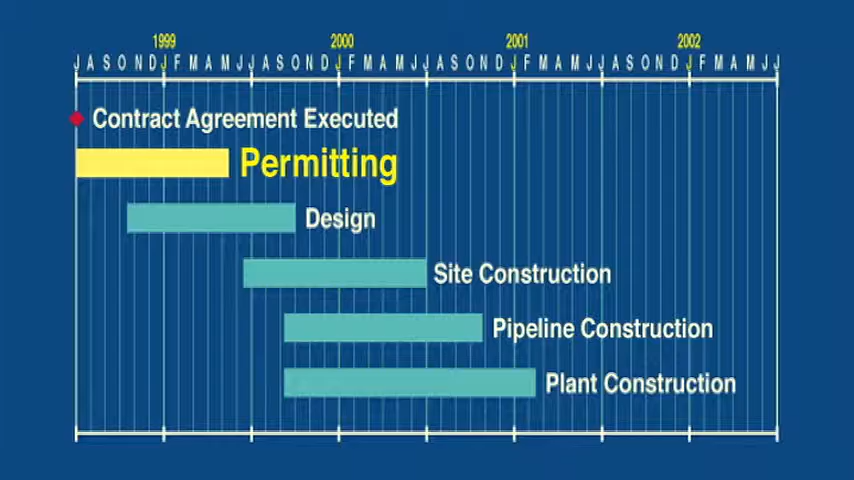 1999 2000 2001 2002
J A S O N D J F M A M J J A S O N D J F M A M J J A S O N D J F M A M J J A S O N D J F M A M J J
Contract Agreement Executed
Permitting
Design
Site Construction
Pipeline Construction
Plant Construction